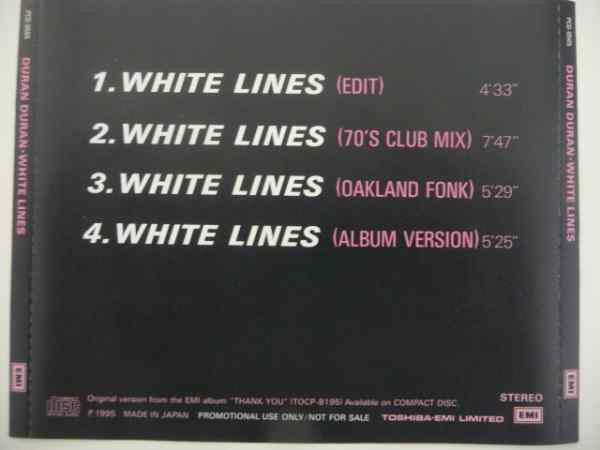 1. WHITE LINES (EDIT) 4'33"
2. WHITE LINES (70'S CLUB MIX) 7'47"
3. WHITE LINES (OAKLAND FONK) 5'29"
4. WHITE LINES (ALBUM VERSION) 5'25"
DURAN DURAN·WHITE LINES
EMI
DURAN DURAN·WHITE LINES
EMI
Original version from the EMI album "THANK YOU" (TOCP-8195) Available on COMPACT DISC.
STEREO
disc
℗1995 MADE IN JAPAN PROMOTIONAL USE ONLY/NOT FOR SALE TOSHIBA-EMI LIMITED EMI